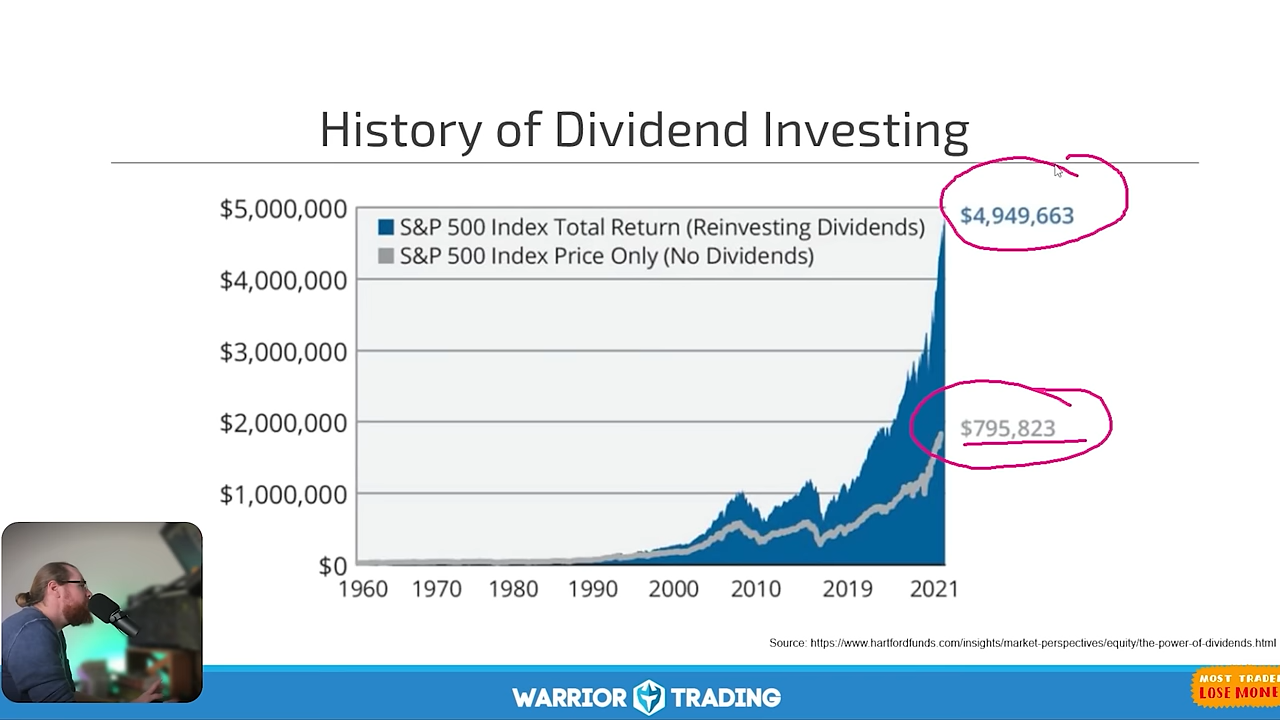 History of Dividend Investing
$5,000,000
$4,000,000
$3,000,000
$2,000,000
$1,000,000
$0
S&P 500 Index Total Return (Reinvesting Dividends)
S&P 500 Index Price Only (No Dividends)
$4,949,663
$795,823
1960 1970 1980 1990 2000 2010 2019 2021
Source: https://www.hartfordfunds.com/insights/market-perspectives/equity/the-power-of-dividends.html
WARRIOR TRADING
MOST TRADE
LOSE MONE